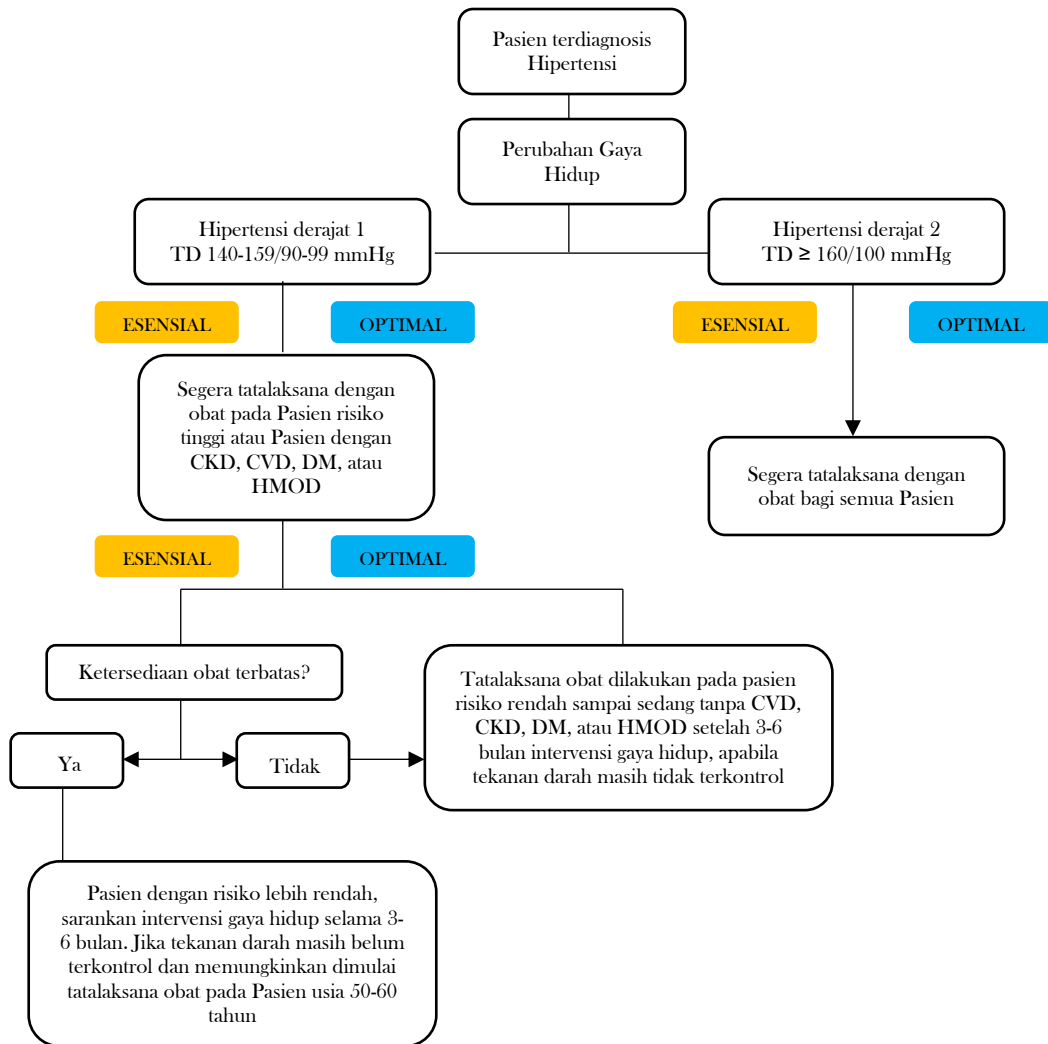 Pasien terdiagnosis
Hipertensi
Perubahan Gaya
Hidup
Hipertensi derajat 1
TD 140-159/90-99 mmHg
Hipertensi derajat 2
TD ≥ 160/100 mmHg
ESENSIAL
OPTIMAL
ESENSIAL
OPTIMAL
Segera tatalaksana dengan
obat pada Pasien risiko
tinggi atau Pasien dengan
CKD, CVD, DM, atau
HMOD
Segera tatalaksana dengan
obat bagi semua Pasien
ESENSIAL
OPTIMAL
Ketersediaan obat terbatas?
Tatalaksana obat dilakukan pada pasien
risiko rendah sampai sedang tanpa CVD,
CKD, DM, atau HMOD setelah 3-6
bulan intervensi gaya hidup, apabila
tekanan darah masih tidak terkontrol
Ya
Tidak
Pasien dengan risiko lebih rendah,
sarankan intervensi gaya hidup selama 3-
6 bulan. Jika tekanan darah masih belum
terkontrol dan memungkinkan dimulai
tatalaksana obat pada Pasien usia 50-60
tahun